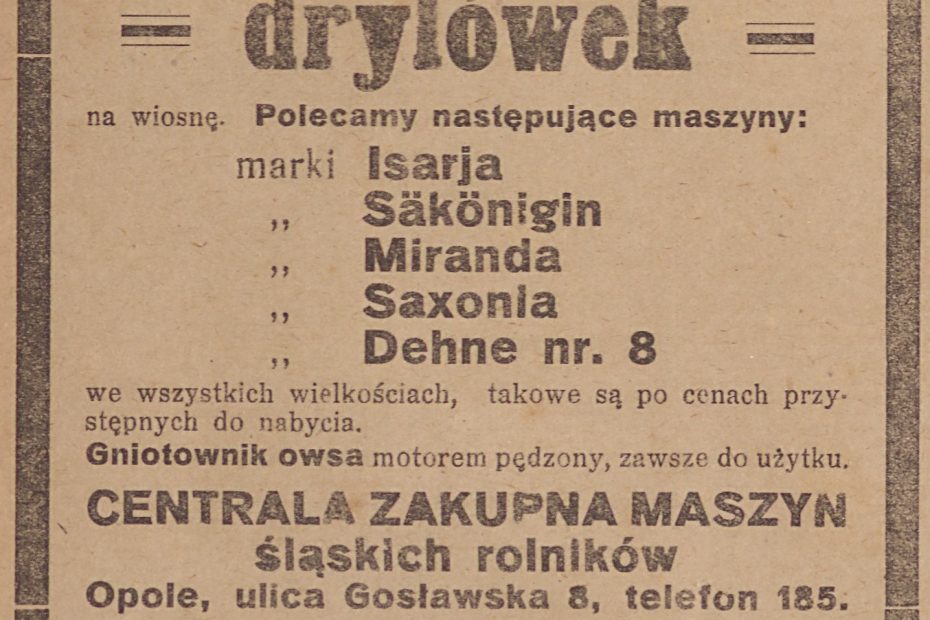 drylówek
na wiosnę. Polecamy następujące maszyny:
marki Isarja
„ Säkönigin
„ Miranda
„ Saxonia
„ Dehne nr. 8
we wszystkich wielkościach, takowe są po cenach przy-
stępnych do nabycia.
Gniotownik owsa motorem pędzony, zawsze do użytku.
CENTRALA ZAKUPNA MASZYN
śląskich rolników
Opole, ulica Gosławska 8, telefon 185.